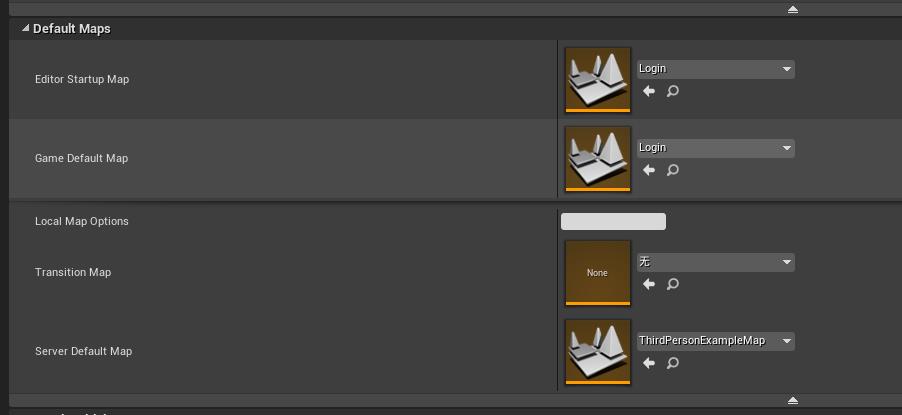 Default Maps
Editor Startup Map
Login
Game Default Map
Login
Local Map Options
Transition Map
None
无
Server Default Map
ThirdPersonExampleMap